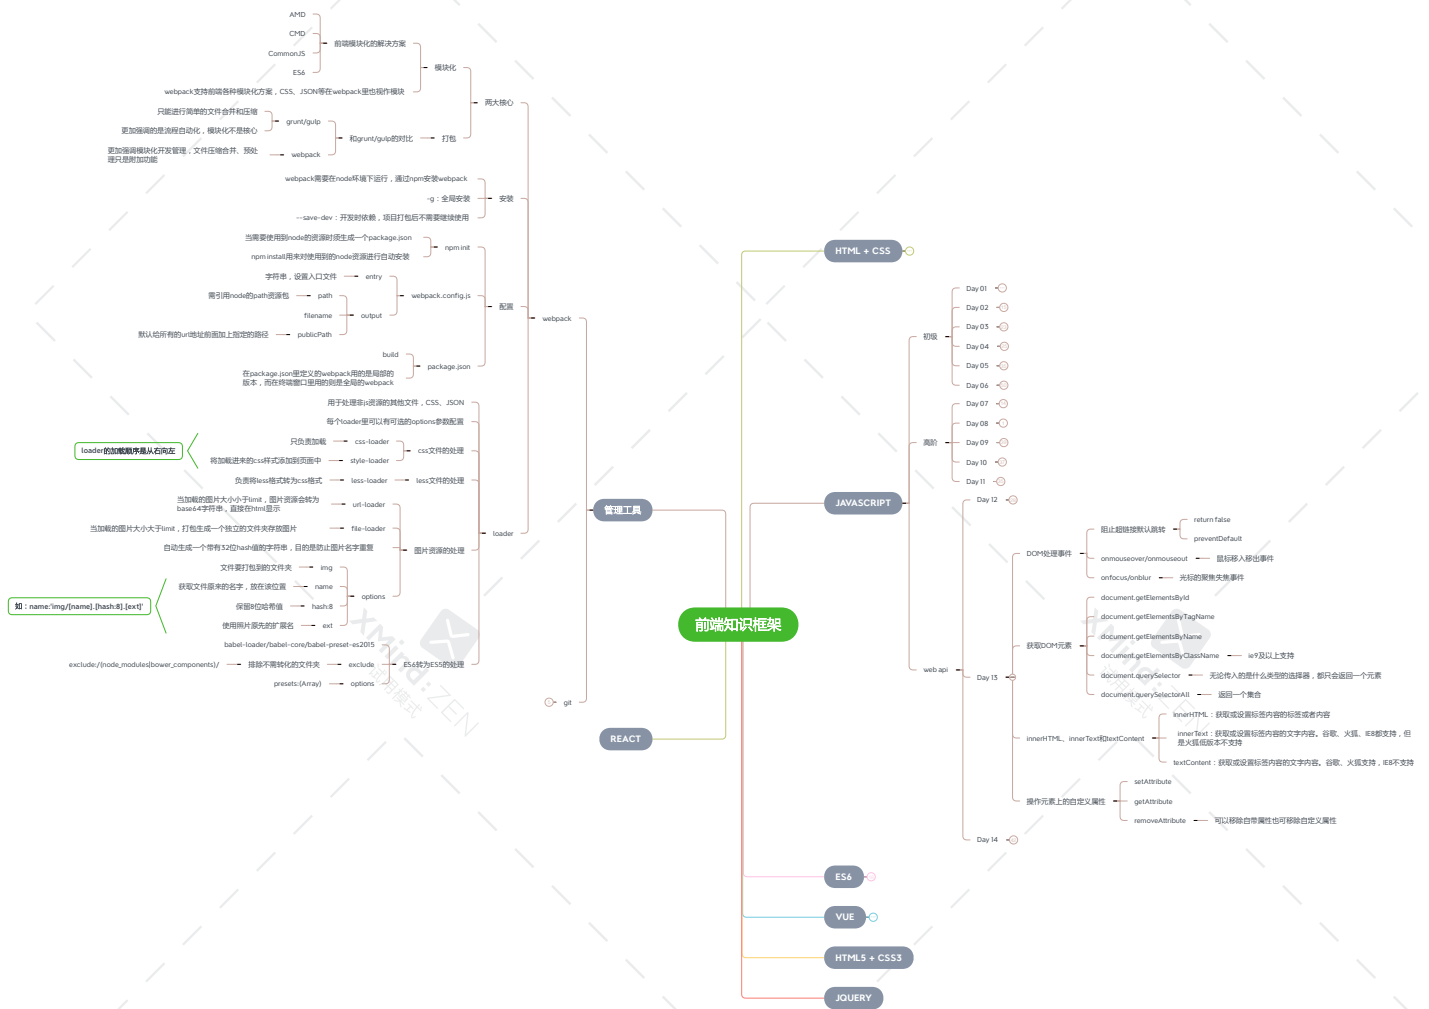 前端知识框架
HTML + CSS
JAVASCRIPT
初级
Day 01
Day 02
Day 03
Day 04
Day 05
Day 06
高阶
Day 07
Day 08
Day 09
Day 10
Day 11
web api
Day 12
Day 13
DOM处理事件
阻止超链接默认跳转
return false
preventDefault
onmouseover/onmouseout
鼠标移入移出事件
onfocus/onblur
光标的聚焦失焦事件
获取DOM元素
document.getElementsById
document.getElementsByTagName
document.getElementsByName
document.getElementsByClassName
ie9及以上支持
document.querySelector
无论传入的是什么类型的选择器，都只会返回一个元素
document.querySelectorAll
返回一个集合
innerHTML、innerText和textContent
innerHTML：获取或设置标签内容的标签或者内容
innerText：获取或设置标签内容的文字内容。谷歌、火狐、IE8都支持，但
是火狐低版本不支持
textContent：获取或设置标签内容的文字内容。谷歌、火狐支持，IE8不支持
操作元素上的自定义属性
setAttribute
getAttribute
removeAttribute
可以移除自带属性也可移除自定义属性
Day 14
ES6
VUE
HTML5 + CSS3
JQUERY
管理工具
webpack
两大核心
模块化
前端模块化的解决方案
AMD
CMD
CommonJS
ES6
webpack支持前端各种模块化方案，CSS、JSON等在webpack里也视作模块
打包
和grunt/gulp的对比
grunt/gulp
只能进行简单的文件合并和压缩
更加强调的是流程自动化，模块化不是核心
webpack
更加强调模块化开发管理，文件压缩合并、预处
理只是附加功能
安装
webpack需要在node环境下运行，通过npm安装webpack
-g：全局安装
--save-dev：开发时依赖，项目打包后不需要继续使用
配置
npm init
当需要使用到node的资源时须生成一个package.json
npm install用来对使用到的node资源进行自动安装
webpack.config.js
entry
字符串，设置入口文件
output
path
需引用node的path资源包
filename
publicPath
默认给所有的url地址前面加上指定的路径
package.json
build
在package.json里定义的webpack用的是局部的
版本，而在终端窗口里用的则是全局的webpack
loader
用于处理非js资源的其他文件，CSS、JSON
每个loader里可以有可选的options参数配置
css文件的处理
css-loader
只负责加载
style-loader
将加载进来的css样式添加到页面中
loader的加载顺序是从右向左
less文件的处理
less-loader
负责将less格式转为css格式
图片资源的处理
url-loader
当加载的图片大小小于limit，图片资源会转为
base64字符串，直接在html显示
file-loader
当加载的图片大小大于limit，打包生成一个独立的文件夹存放图片
自动生成一个带有32位hash值的字符串，目的是防止图片名字重复
options
img
文件要打包到的文件夹
name
获取文件原来的名字，放在该位置
hash:8
保留8位哈希值
ext
使用照片原先的扩展名
如：name:'img/[name].[hash:8].[ext]'
ES6转为ES5的处理
babel-loader/babel-core/babel-preset-es2015
exclude
排除不需转化的文件夹
exclude:/(node_modules|bower_components)/
options
presets:(Array)
git
REACT
XMind:ZEN
试用模式
XMind:ZEN
试用模式